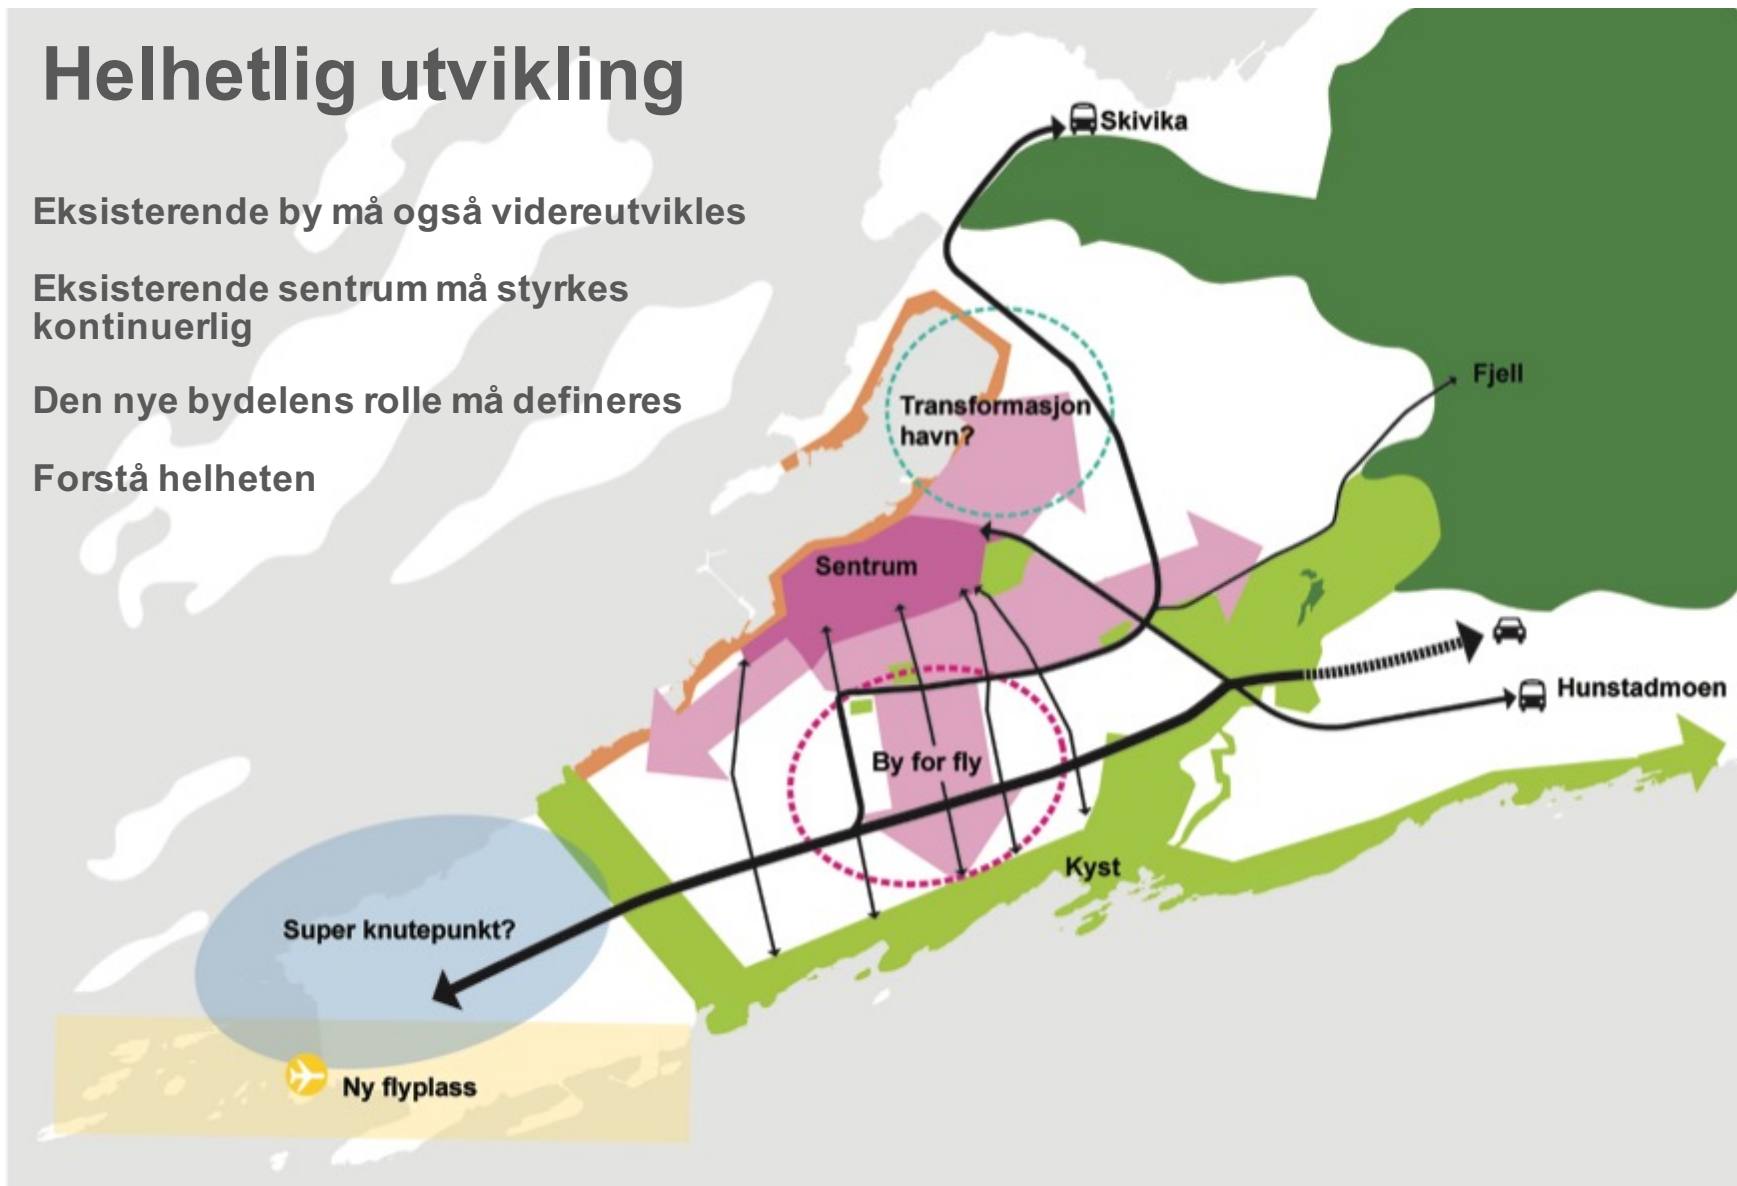 Helhetlig utvikling
Eksisterende by må også videreutvikles
Eksisterende sentrum må styrkes
kontinuerlig
Den nye bydelens rolle må defineres
Forstå helheten
Skivika
Fjell
Transformasjon
havn?
Sentrum
Hunstadmoen
By for fly
Kyst
Super knutepunkt?
Ny flyplass